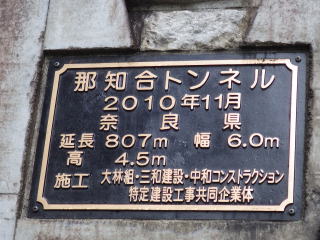 那知合トンネル
2010年11月
奈良県
延長 807m 幅 6.0m
高 4.5m
施工 大林組・三和建設・中和コンストラクション
特定建設工事共同企業体